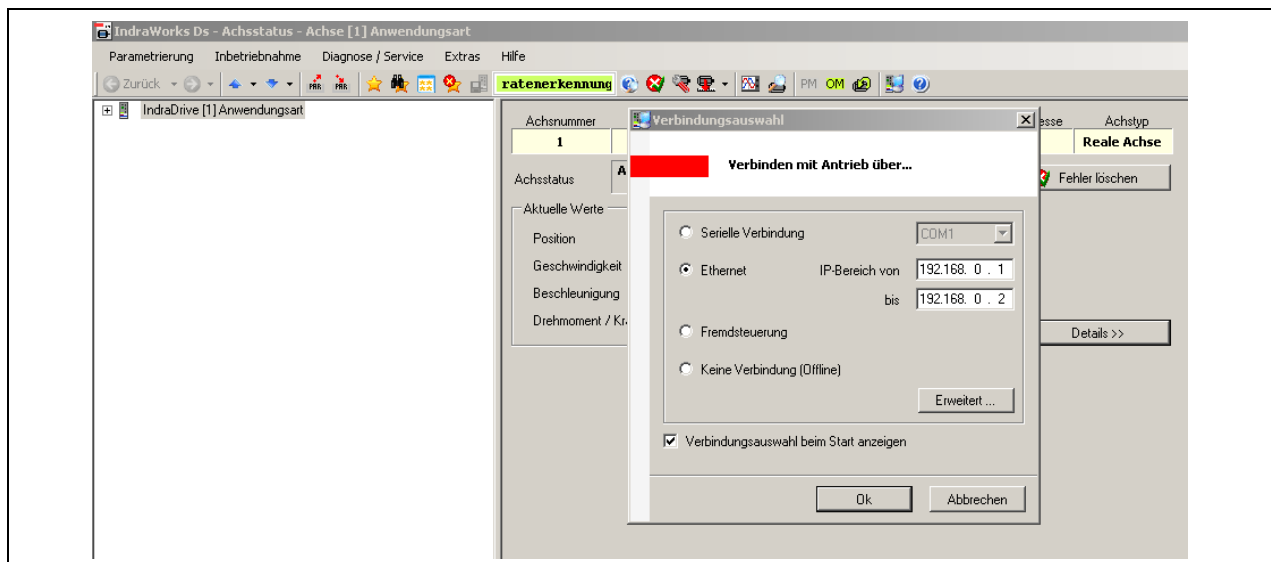 IndraWorks Ds - Achsstatus - Achse [1] Anwendungsart
Parametrierung Inbetriebnahme Diagnose / Service Extras Hilfe
Zurück ratenerkennung PM OM
IndraDrive [1] Anwendungsart
Achsnummer esse Achstyp
1 Reale Achse
Achsstatus A Fehler löschen
Aktuelle Werte
Position
Geschwindigkeit
Beschleunigung
Drehmoment / Kr
Details >>
Verbindungsauswahl
Verbinden mit Antrieb über...
Serielle Verbindung COM1
Ethernet IP-Bereich von 192.168. 0 . 1
bis 192.168. 0 . 2
Fremdsteuerung
Keine Verbindung (Offline)
Erweitert ...
Verbindungsauswahl beim Start anzeigen
Ok Abbrechen